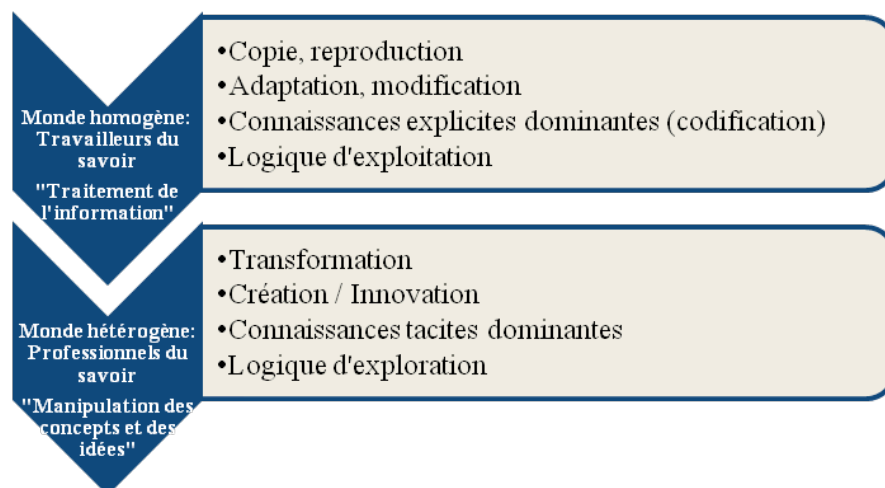 Monde homogène:
Travailleurs du
savoir
"Traitement de
l'information"
•Copie, reproduction
•Adaptation, modification
•Connaissances explicites dominantes (codification)
•Logique d'exploitation
Monde hétérogène:
Professionnels du
savoir
"Manipulation des
concepts et des
idées"
•Transformation
•Création / Innovation
•Connaissances tacites dominantes
•Logique d'exploration